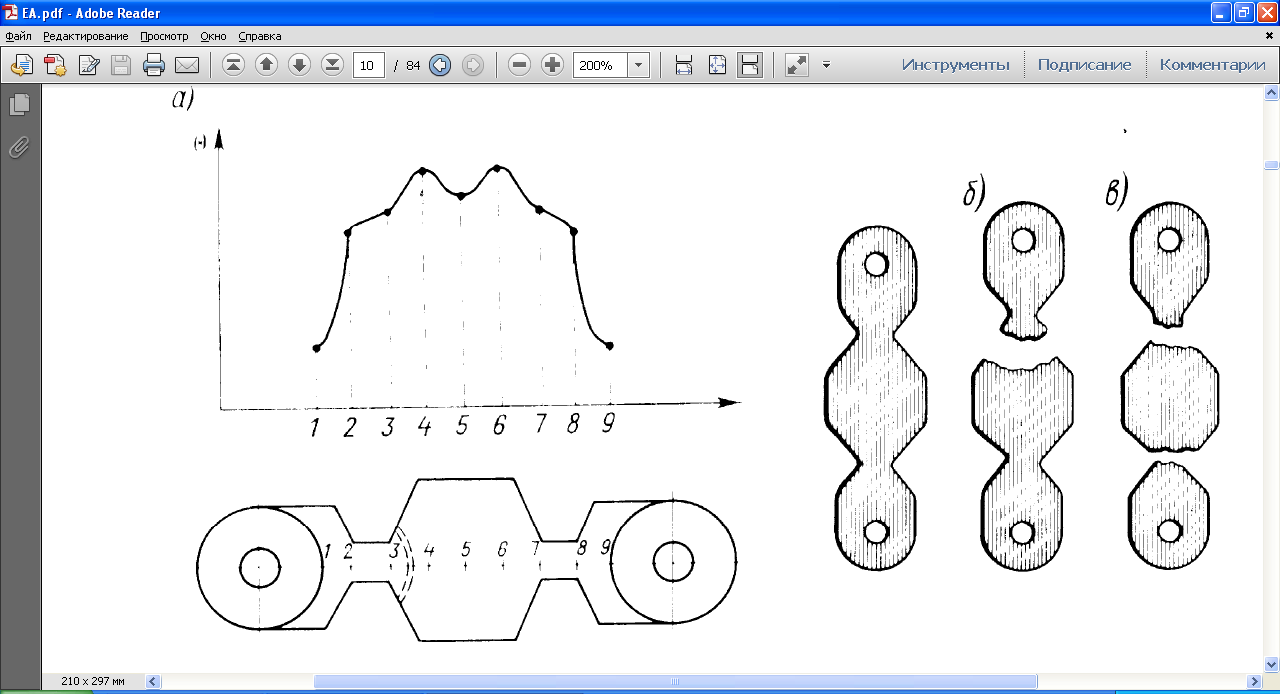 EA.pdf - Adobe Reader
Файл Редактирование Просмотр Окно Справка
10 / 84 200% Инструменты Подписание Комментарии
а)
(-)
1 2 3 4 5 6 7 8 9
1 2 3 4 5 6 7 8 9
б) в)
210 x 297 мм